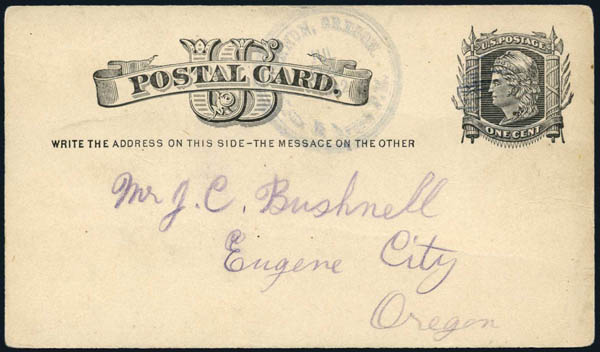 US
POSTAL CARD.
U.S. POSTAGE
ONE CENT
WRITE THE ADDRESS ON THIS SIDE-THE MESSAGE ON THE OTHER
Mr J. C. Bushnell
Eugene City
Oregon